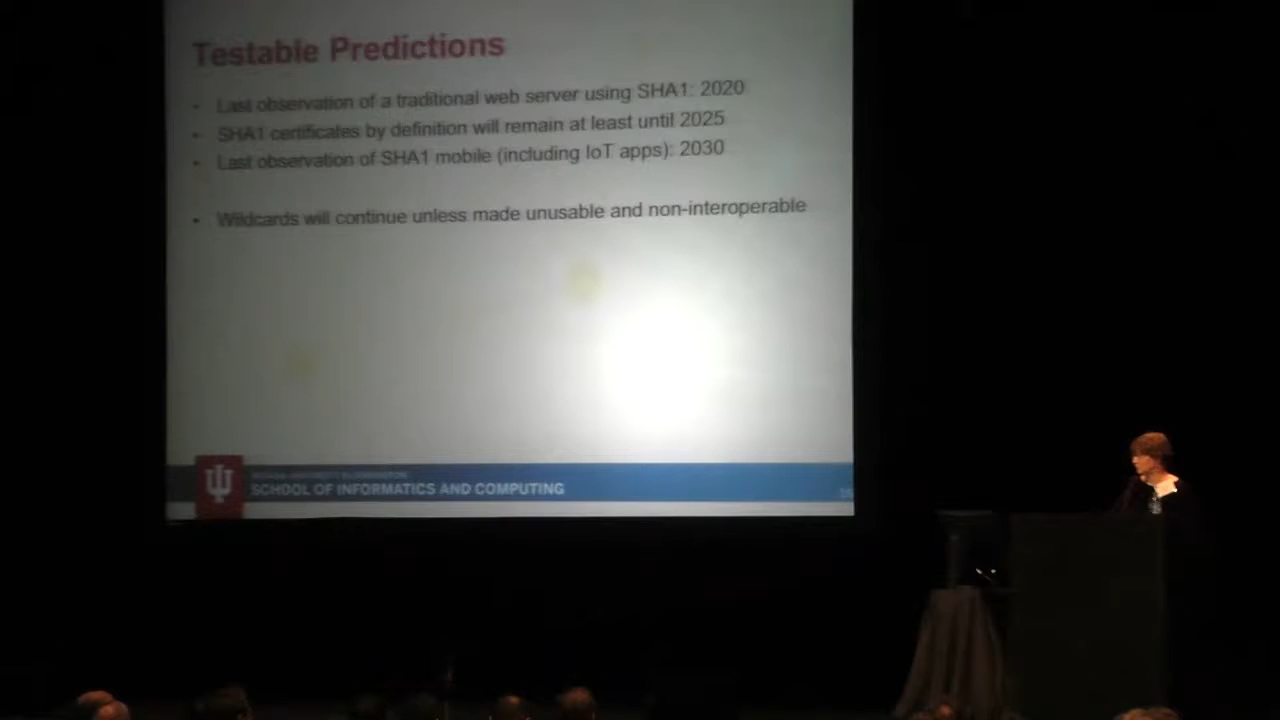 Testable Predictions
• Last observation of a traditional web server using SHA1: 2020
• SHA1 certificates by definition will remain at least until 2025
• Last observation of SHA1 mobile (including IoT apps): 2030
• Wildcards will continue unless made unusable and non-interoperable
SCHOOL OF INFORMATICS AND COMPUTING